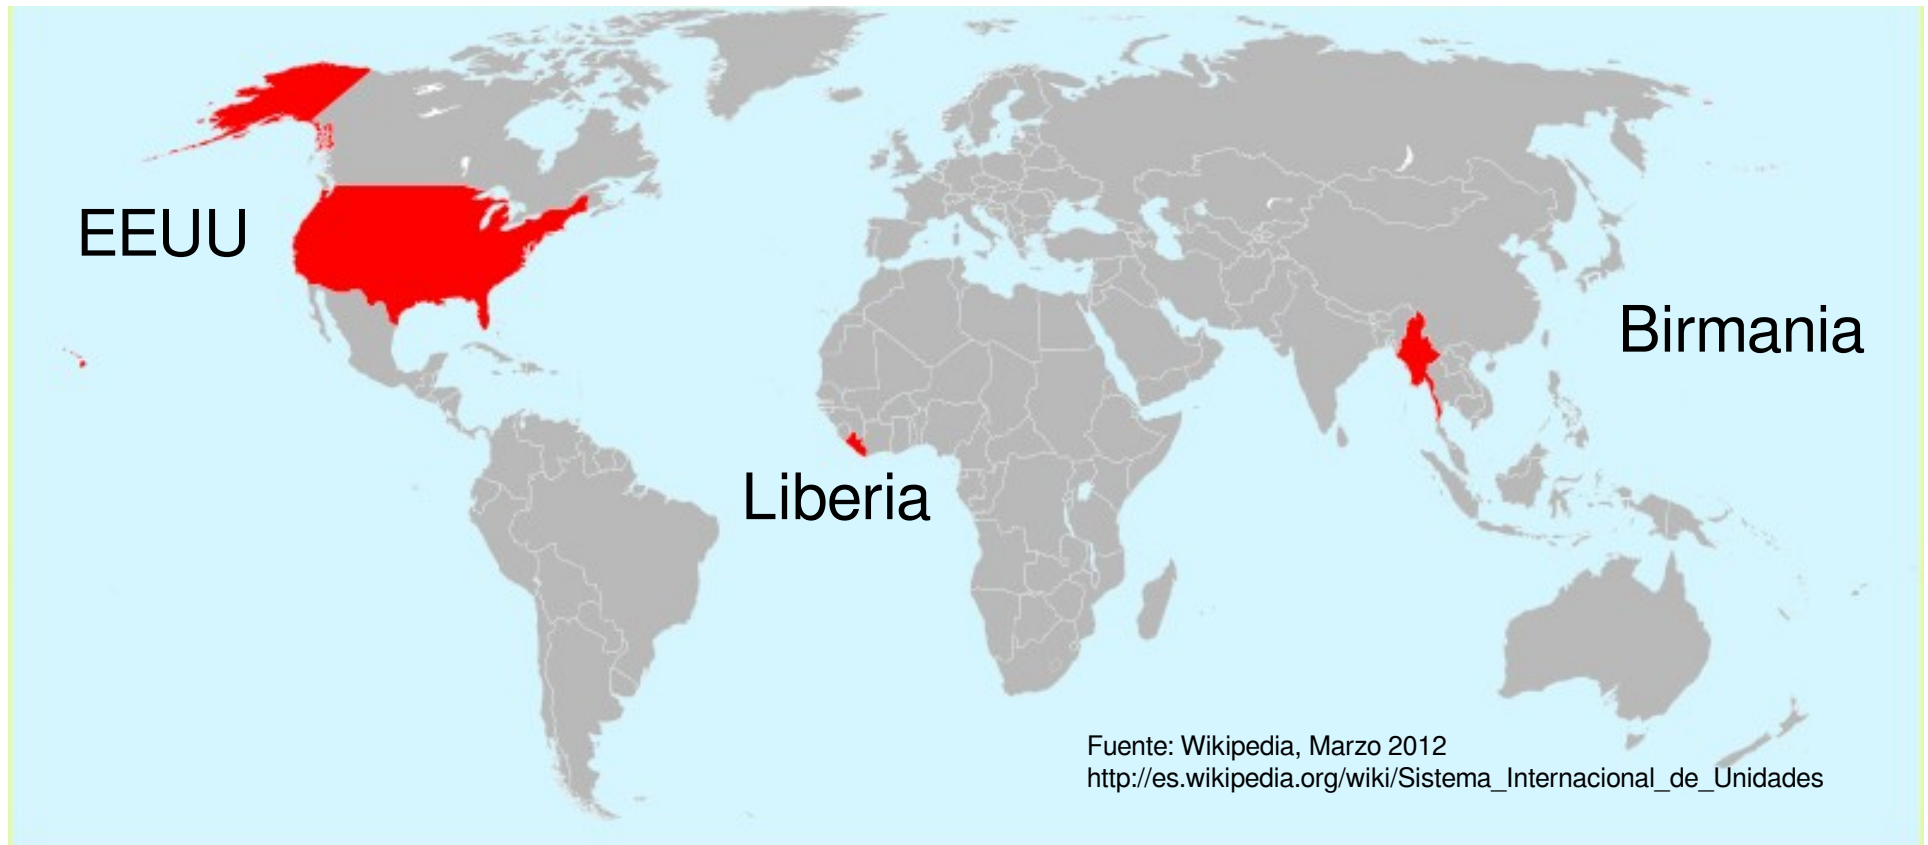 EEUU
Birmania
Liberia
Fuente: Wikipedia, Marzo 2012
http://es.wikipedia.org/wiki/Sistema_Internacional_de_Unidades